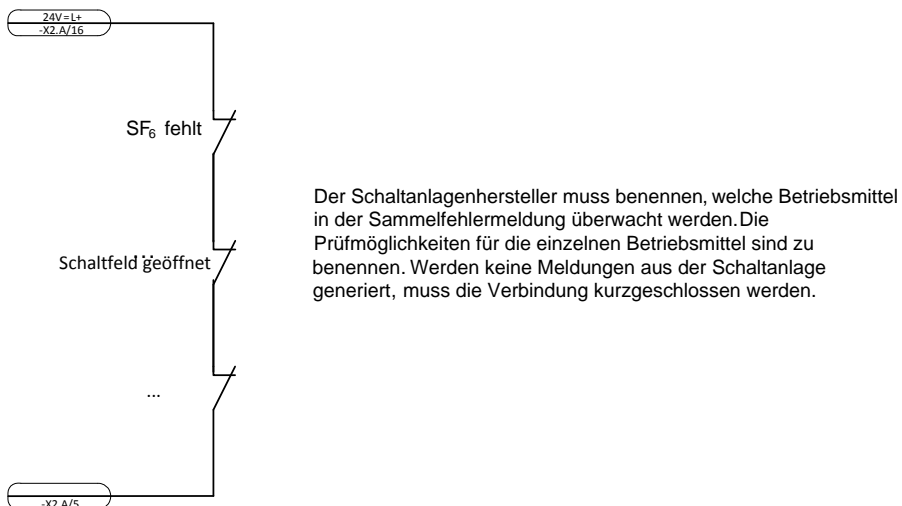 24V=L+
-X2.A/16
SF₆ fehlt
Der Schaltanlagenhersteller muss benennen, welche Betriebsmittel
in der Sammelfehlermeldung überwacht werden.Die
Prüfmöglichkeiten für die einzelnen Betriebsmittel sind zu
benennen. Werden keine Meldungen aus der Schaltanlage
generiert, muss die Verbindung kurzgeschlossen werden.
Schaltfeld geöffnet
...
-X2.A/5